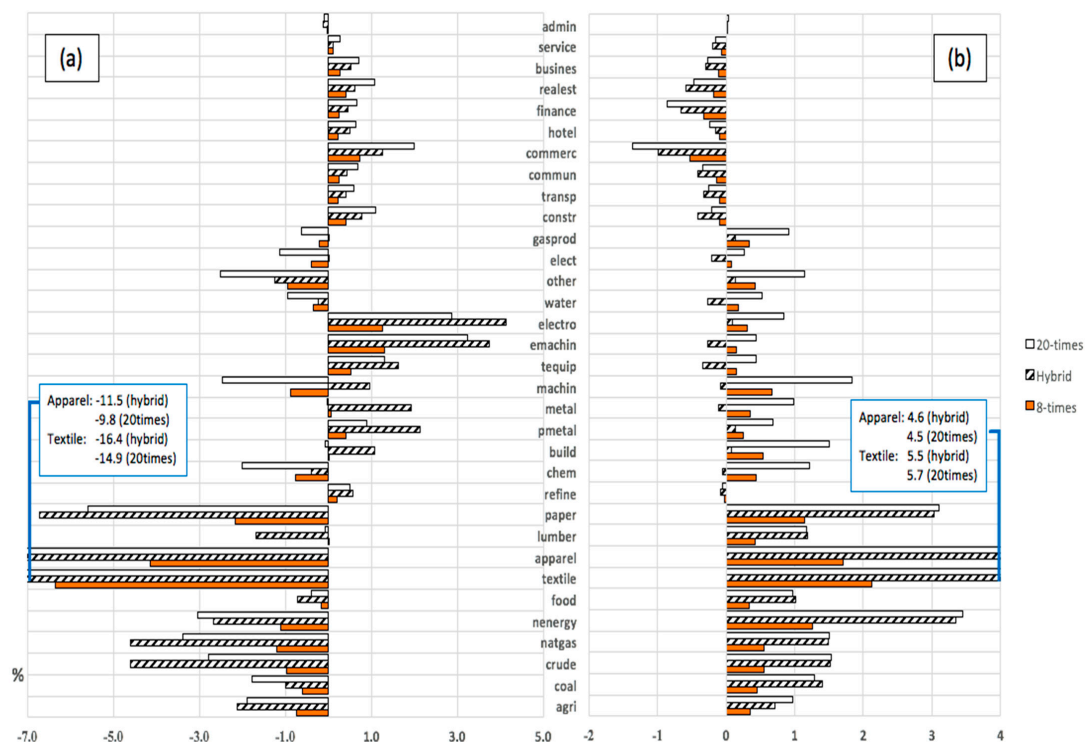 (a)
(b)
admin
service
busines
realest
finance
hotel
commerc
commun
transp
constr
gasprod
elect
other
water
electro
emachin
tequip
machin
metal
pmetal
build
chem
refine
paper
lumber
apparel
textile
food
nenergy
natgas
crude
coal
agri
Apparel: -11.5 (hybrid)
-9.8 (20times)
Textile: -16.4 (hybrid)
-14.9 (20times)
Apparel: 4.6 (hybrid)
4.5 (20times)
Textile: 5.5 (hybrid)
5.7 (20times)
20-times
Hybrid
8-times
%
-7.0 -5.0 -3.0 -1.0 1.0 3.0 5.0
-2 -1 0 1 2 3 4